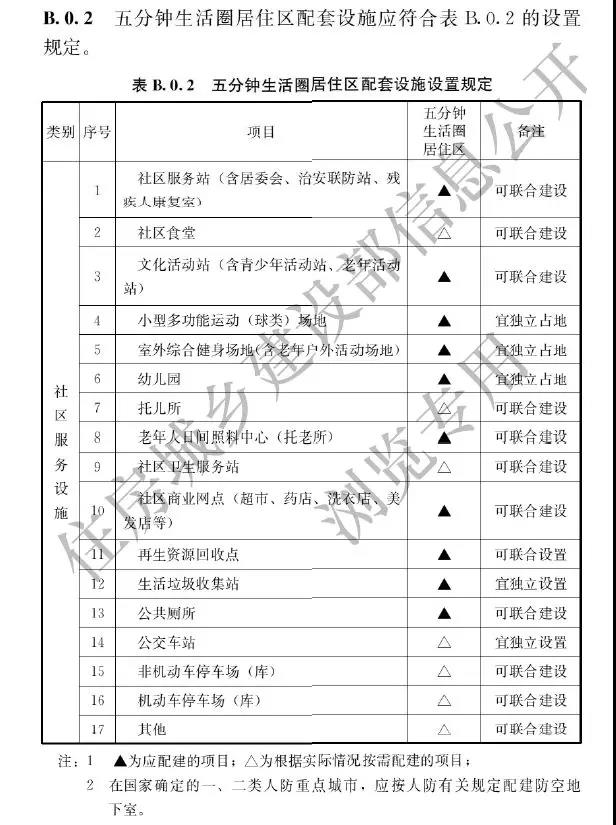 B.0.2 五分钟生活圈居住区配套设施应符合表 B.0.2 的设置
规定。
表 B.0.2 五分钟生活圈居住区配套设施设置规定
类别 序号 项目 五分钟生活圈居住区 备注
社区服务设施
1 社区服务站（含居委会、治安联防站、残
疾人康复室） ▲ 可联合建设
2 社区食堂 △ 可联合建设
3 文化活动站（含青少年活动站、老年活动
站） ▲ 可联合建设
4 小型多功能运动（球类）场地 ▲ 宜独立占地
5 室外综合健身场地(含老年户外活动场地） ▲ 宜独立占地
6 幼儿园 ▲ 宜独立占地
7 托儿所 △ 可联合建设
8 老年人日间照料中心（托老所） ▲ 可联合建设
9 社区卫生服务站 △ 可联合建设
10 社区商业网点（超市、药店、洗衣店、美
发店等） ▲ 可联合建设
11 再生资源回收点 ▲ 可联合设置
12 生活垃圾收集站 ▲ 宜独立设置
13 公共厕所 ▲ 可联合建设
14 公交车站 △ 宜独立设置
15 非机动车停车场（库） △ 可联合建设
16 机动车停车场（库） △ 可联合建设
17 其他 △ 可联合建设
注：1 ▲为应配建的项目；△为根据实际情况按需配建的项目；
2 在国家确定的一、二类人防重点城市，应按人防有关规定配建防空地
下室。
住房城乡建设部信息公开
浏览专用